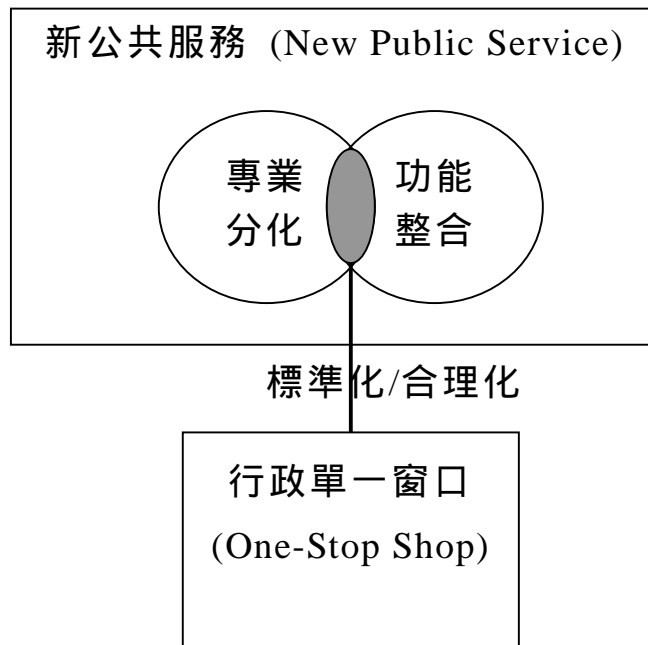 新公共服務 (New Public Service)
專業
分化
功能
整合
標準化/合理化
行政單一窗口
(One-Stop Shop)